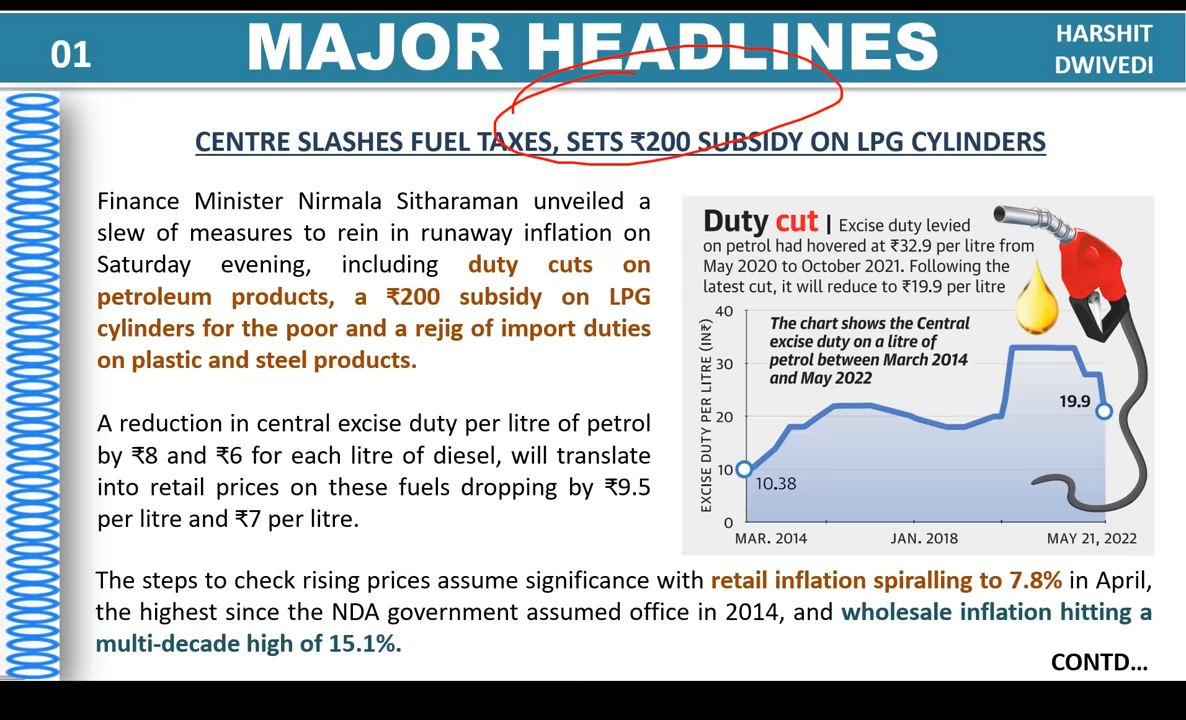 01
MAJOR HEADLINES
HARSHIT
DWIVEDI
CENTRE SLASHES FUEL TAXES, SETS ₹200 SUBSIDY ON LPG CYLINDERS
Finance Minister Nirmala Sitharaman unveiled a
slew of measures to rein in runaway inflation on
Saturday evening, including duty cuts on
petroleum products, a ₹200 subsidy on LPG
cylinders for the poor and a rejig of import duties
on plastic and steel products.
A reduction in central excise duty per litre of petrol
by ₹8 and ₹6 for each litre of diesel, will translate
into retail prices on these fuels dropping by ₹9.5
per litre and ₹7 per litre.
Duty cut | Excise duty levied
on petrol had hovered at ₹32.9 per litre from
May 2020 to October 2021. Following the
latest cut, it will reduce to ₹19.9 per litre
The chart shows the Central
excise duty on a litre of
petrol between March 2014
and May 2022
EXCISE DUTY PER LITRE (IN₹)
40
30
20
10
0
10.38
19.9
MAR. 2014
JAN. 2018
MAY 21, 2022
The steps to check rising prices assume significance with retail inflation spiralling to 7.8% in April,
the highest since the NDA government assumed office in 2014, and wholesale inflation hitting a
multi-decade high of 15.1%.
CONTD...